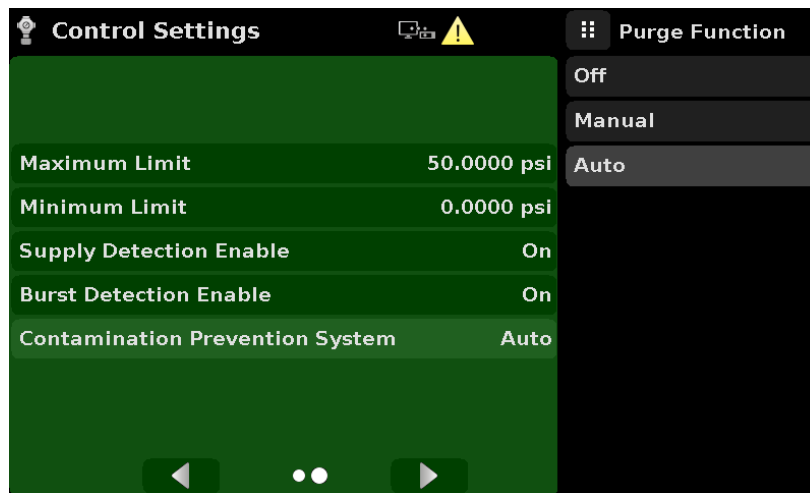 Control Settings
Purge Function
Off
Manual
Maximum Limit 50.0000 psi
Auto
Minimum Limit 0.0000 psi
Supply Detection Enable On
Burst Detection Enable On
Contamination Prevention System Auto